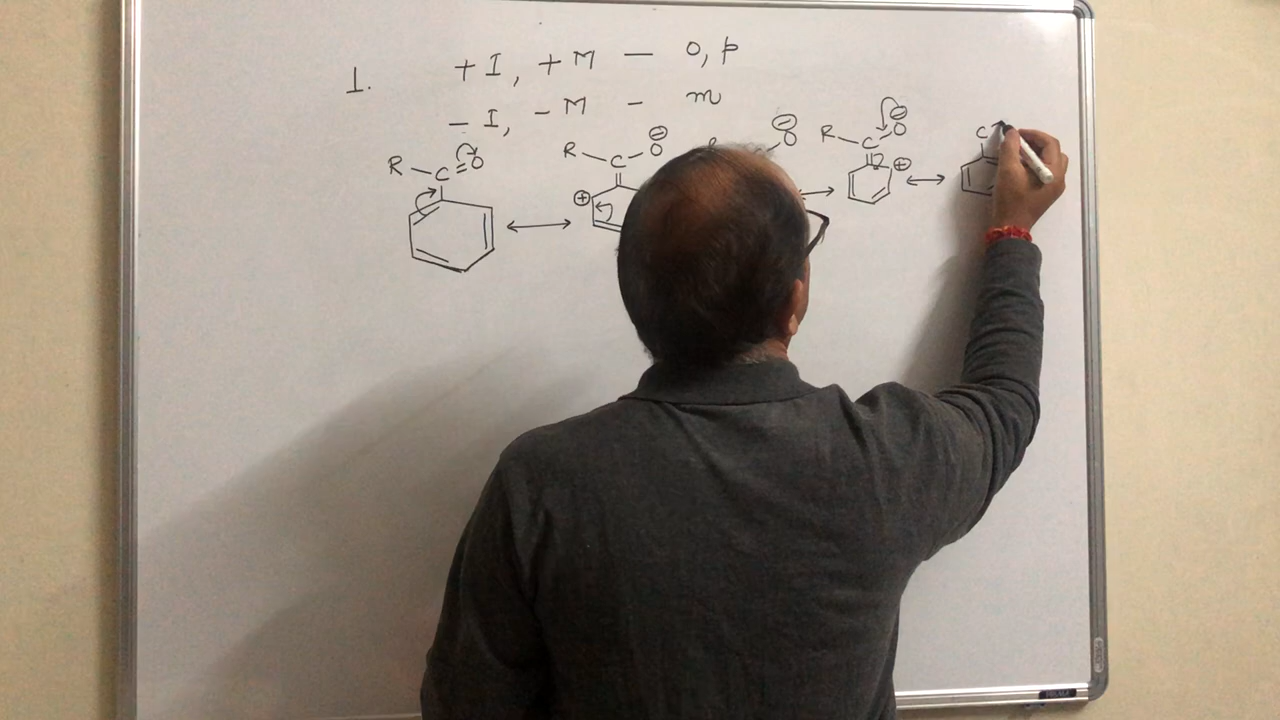 1. +I, +M — o, p
-I, -M - m
R-C=O ↔ R-C-O⊖ ⊕ ⊖O ↔ R-C-O⊖ ⊕ ↔ C